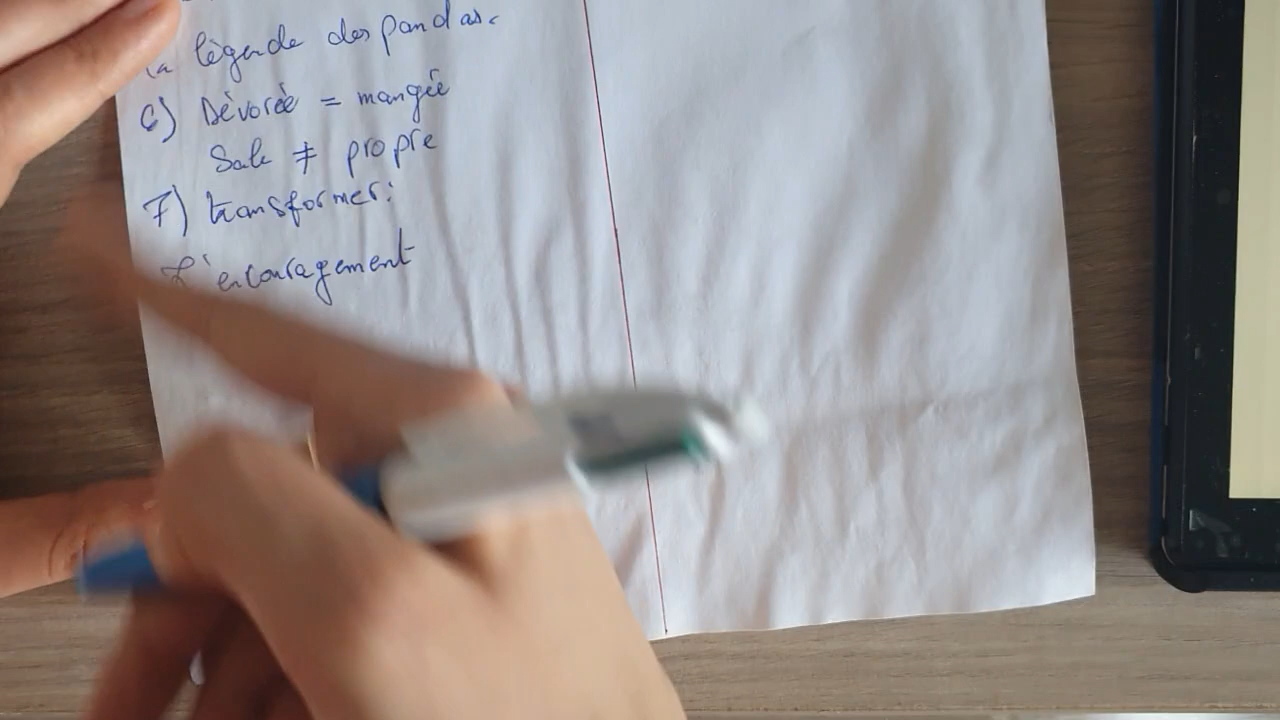 la légende des pandas.
6) Dévorée = mangée
Sale ≠ propre
7) transformer:
L'encouragement